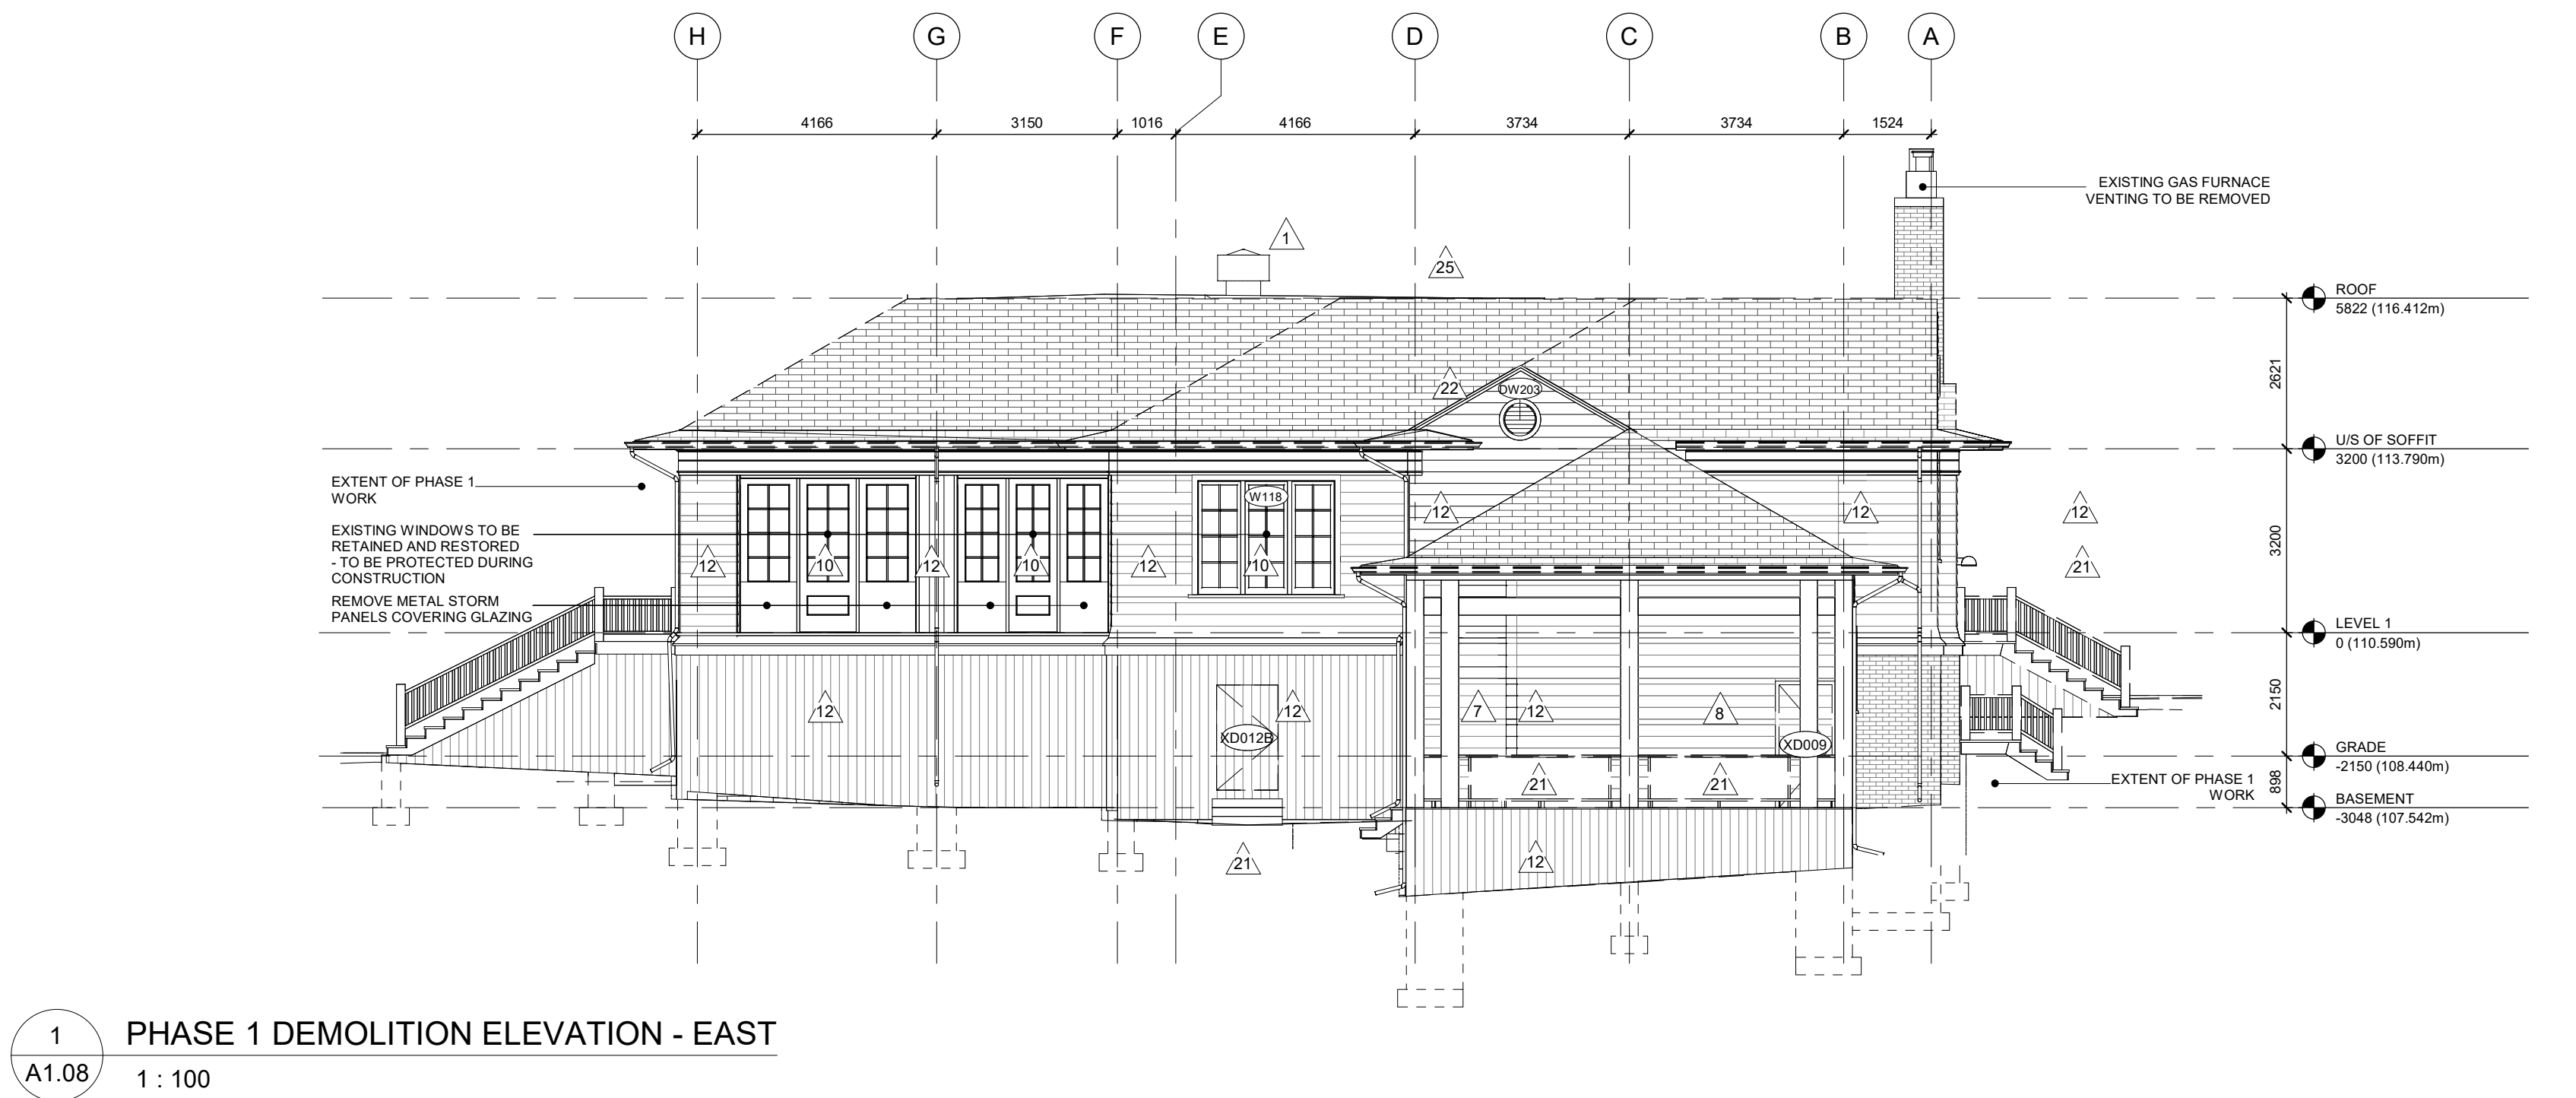 H G F E D C B A
4166 3150 1016 4166 3734 3734 1524
EXISTING GAS FURNACE
VENTING TO BE REMOVED
1
25
ROOF
5822 (116.412m)
2621
22
DW203
U/S OF SOFFIT
3200 (113.790m)
EXTENT OF PHASE 1
WORK
W118
12 12 12
EXISTING WINDOWS TO BE
RETAINED AND RESTORED
- TO BE PROTECTED DURING
CONSTRUCTION
3200
12 10 12 10 12 10 21
REMOVE METAL STORM
PANELS COVERING GLAZING
LEVEL 1
0 (110.590m)
2150
12 12 7 12 8
XD012B XD009
GRADE
-2150 (108.440m)
21 21
EXTENT OF PHASE 1
WORK
898
BASEMENT
-3048 (107.542m)
21 12
1
A1.08
PHASE 1 DEMOLITION ELEVATION - EAST
1 : 100